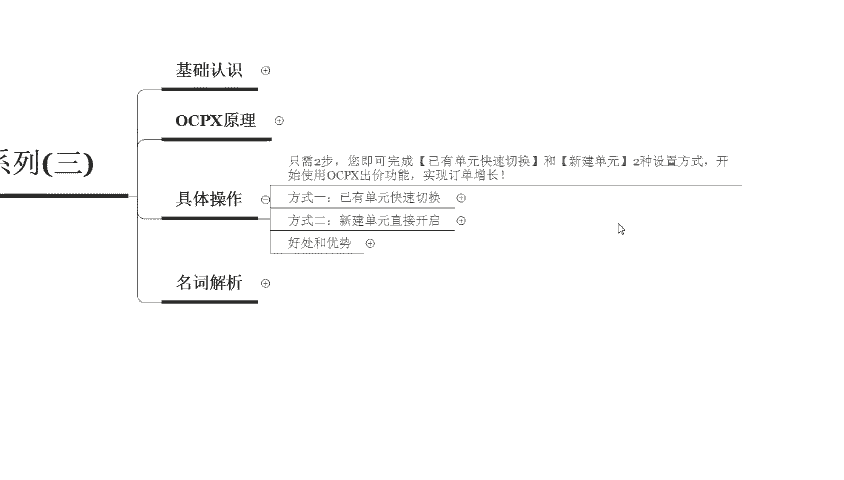 基础认识
OCPX原理
系列(三)
只需2步，您即可完成【已有单元快速切换】和【新建单元】2种设置方式，开
始使用OCPX出价功能，实现订单增长！
具体操作
方式一：已有单元快速切换
方式二：新建单元直接开启
好处和优势
名词解析